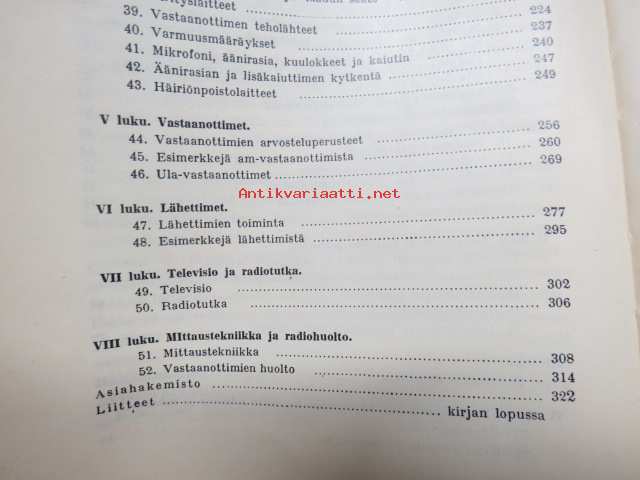 39. Vastaanottimen teholähteet 224
40. Varmuusmääräykset 237
41. Mikrofoni, äänirasia, kuulokkeet ja kaiutin 240
42. Äänirasian ja lisäkaiuttimen kytkentä 247
43. Häiriönpoistolaitteet 249
V luku. Vastaanottimet.
44. Vastaanottimien arvosteluperusteet 256
45. Esimerkkejä am-vastaanottimista 260
46. Ula-vastaanottimet 269
Antikvariaatti.net
VI luku. Lähettimet.
47. Lähettimien toiminta 277
48. Esimerkkejä lähettimistä 295
VII luku. Televisio ja radiotutka.
49. Televisio 302
50. Radiotutka 306
VIII luku. MIttaustekniikka ja radiohuolto.
51. Mittaustekniikka 308
52. Vastaanottimien huolto 314
Asiahakemisto 322
Liitteet kirjan lopussa